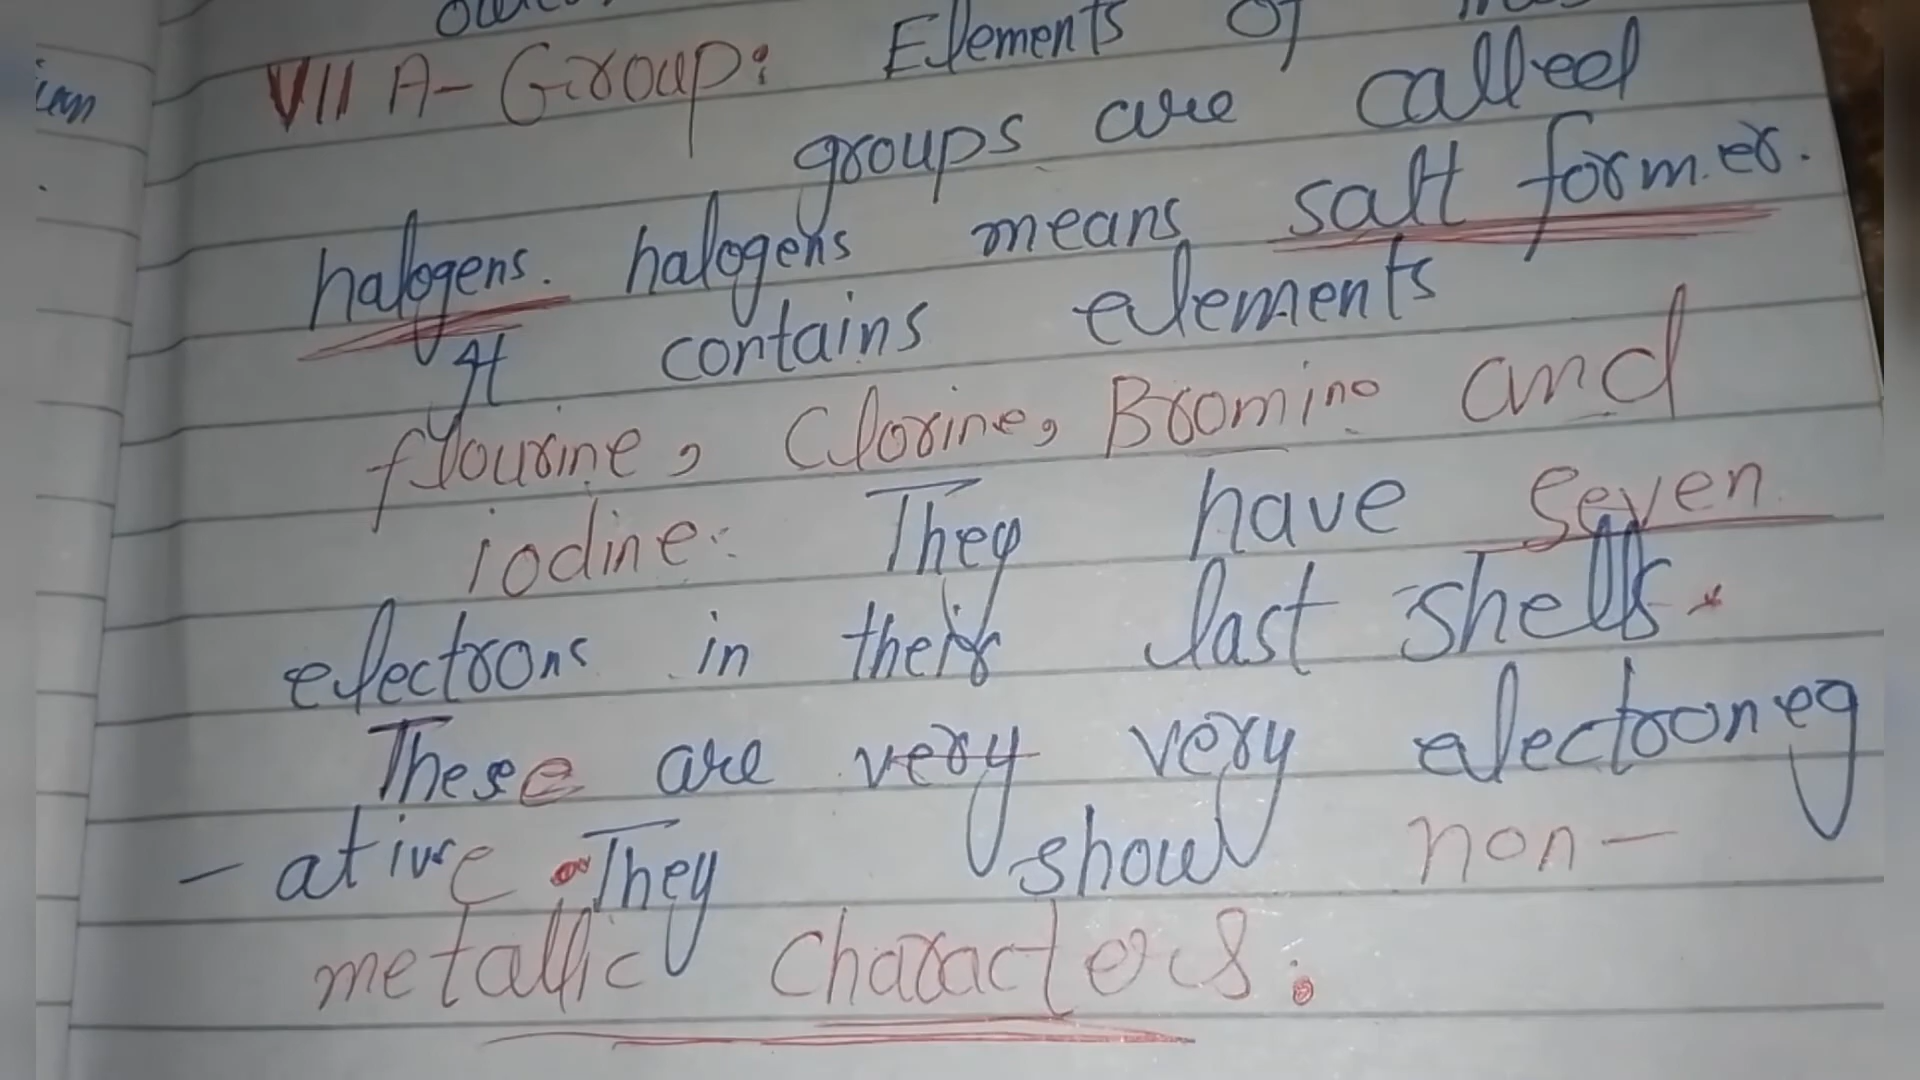 VII A- Group: Elements of
groups are called
halogens. halogens means salt former.
It contains elements
flourine, Clorine, Bromine and
iodine. They have seven
electrons in their last shells.
These are very very electroneg
- ative. They show non-
metallic characters.